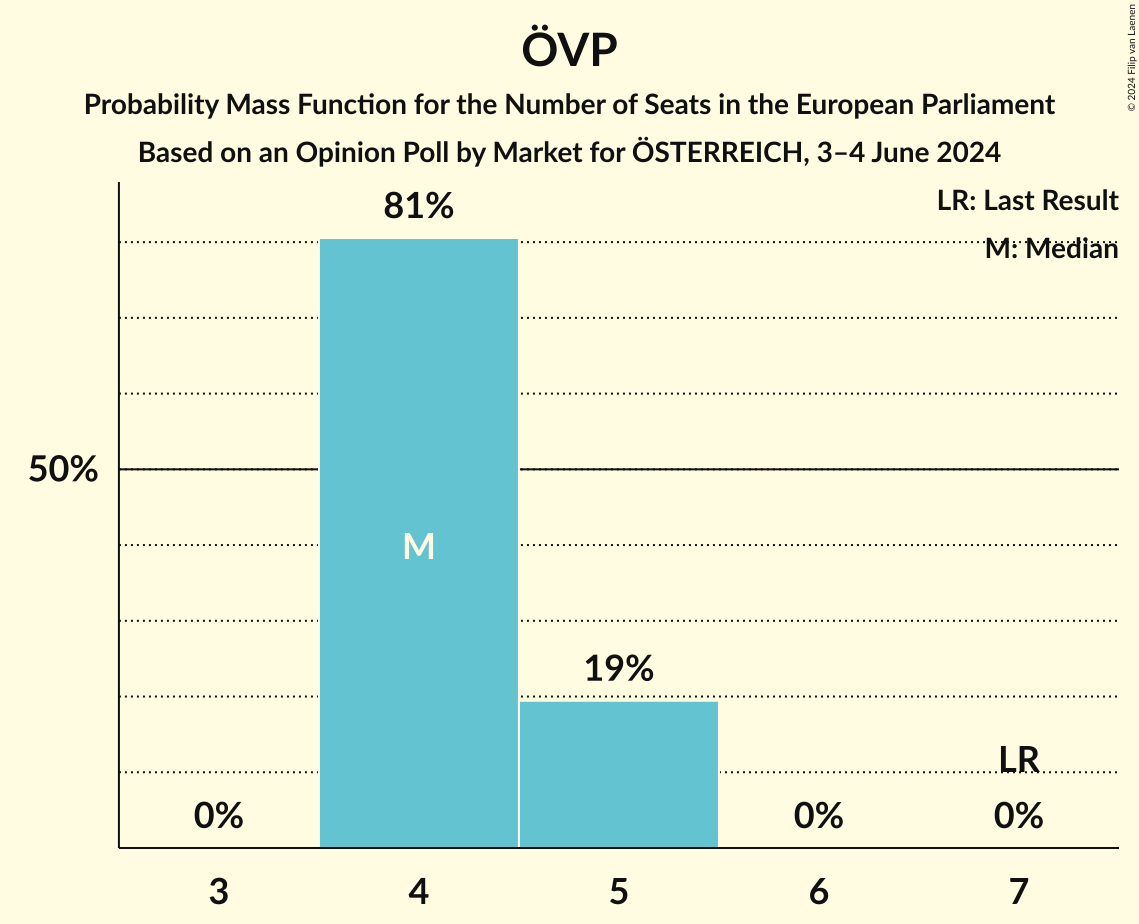 ÖVP
Probability Mass Function for the Number of Seats in the European Parliament
Based on an Opinion Poll by Market for ÖSTERREICH, 3–4 June 2024
© 2024 Filip van Laenen
LR: Last Result
M: Median
81%
50%
M
19%
LR
0%
0%
0%
3
4
5
6
7